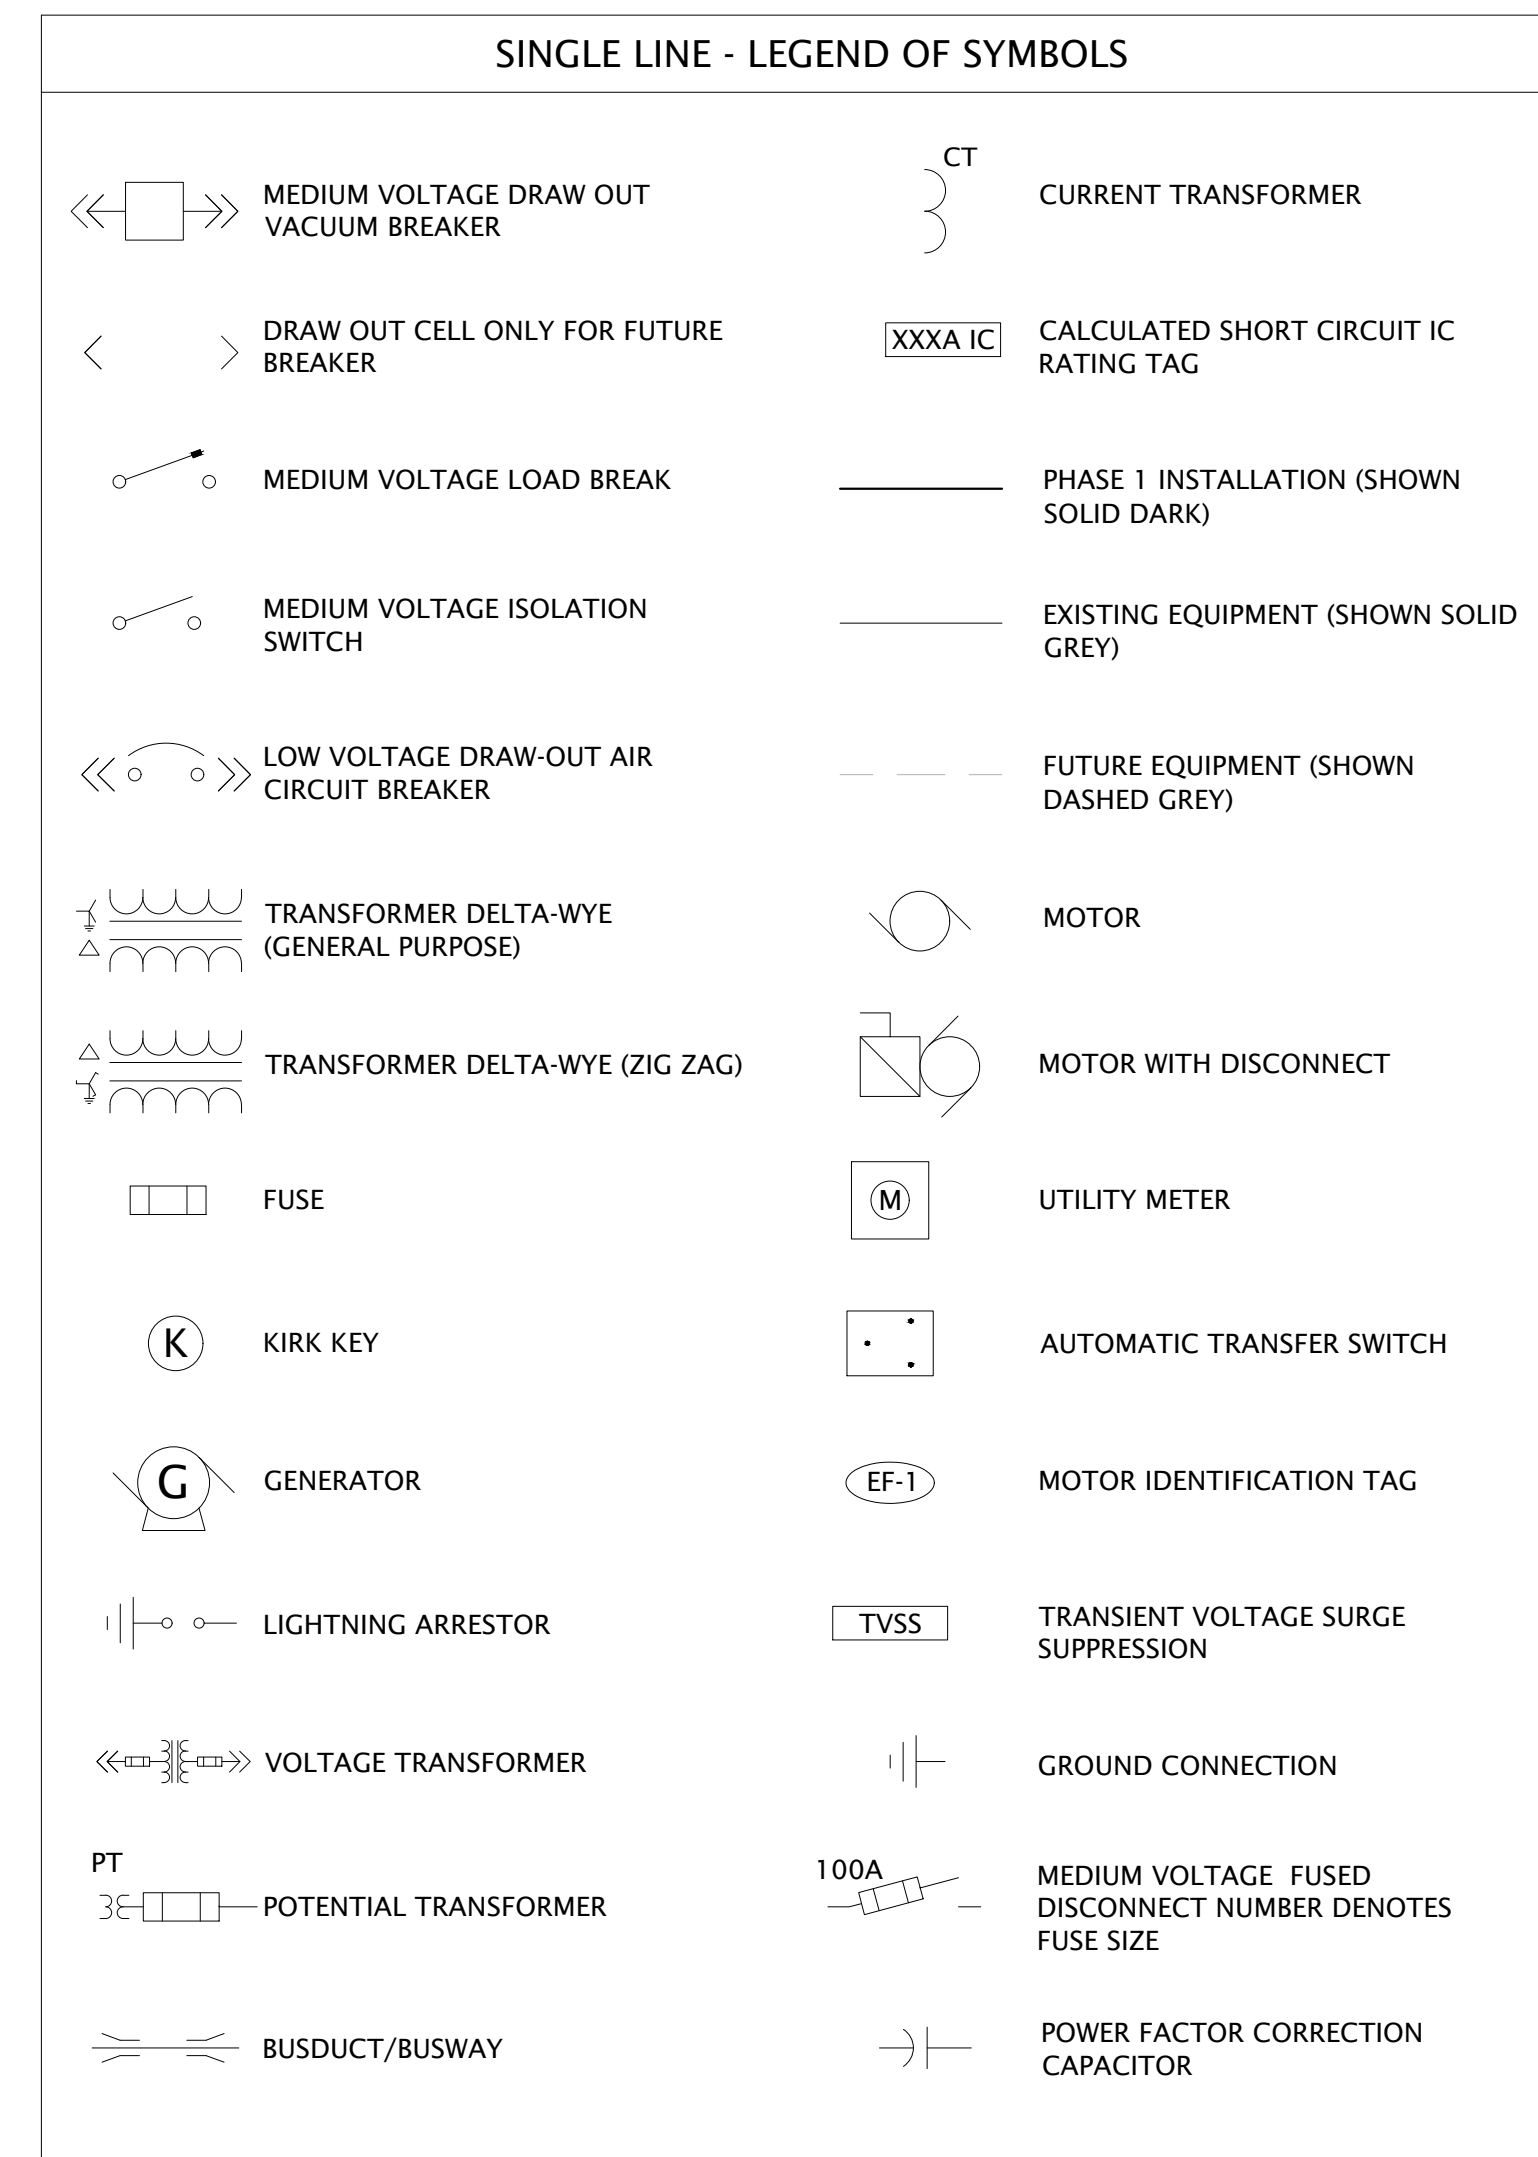 SINGLE LINE - LEGEND OF SYMBOLS
MEDIUM VOLTAGE DRAW OUT
VACUUM BREAKER
DRAW OUT CELL ONLY FOR FUTURE
BREAKER
MEDIUM VOLTAGE LOAD BREAK
MEDIUM VOLTAGE ISOLATION
SWITCH
LOW VOLTAGE DRAW-OUT AIR
CIRCUIT BREAKER
TRANSFORMER DELTA-WYE
(GENERAL PURPOSE)
TRANSFORMER DELTA-WYE (ZIG ZAG)
FUSE
K
KIRK KEY
G
GENERATOR
LIGHTNING ARRESTOR
VOLTAGE TRANSFORMER
PT
POTENTIAL TRANSFORMER
BUSDUCT/BUSWAY
CT
CURRENT TRANSFORMER
XXXA IC
CALCULATED SHORT CIRCUIT IC
RATING TAG
PHASE 1 INSTALLATION (SHOWN
SOLID DARK)
EXISTING EQUIPMENT (SHOWN SOLID
GREY)
FUTURE EQUIPMENT (SHOWN
DASHED GREY)
MOTOR
MOTOR WITH DISCONNECT
M
UTILITY METER
AUTOMATIC TRANSFER SWITCH
EF-1
MOTOR IDENTIFICATION TAG
TVSS
TRANSIENT VOLTAGE SURGE
SUPPRESSION
GROUND CONNECTION
100A
MEDIUM VOLTAGE  FUSED
DISCONNECT NUMBER DENOTES
FUSE SIZE
POWER FACTOR CORRECTION
CAPACITOR